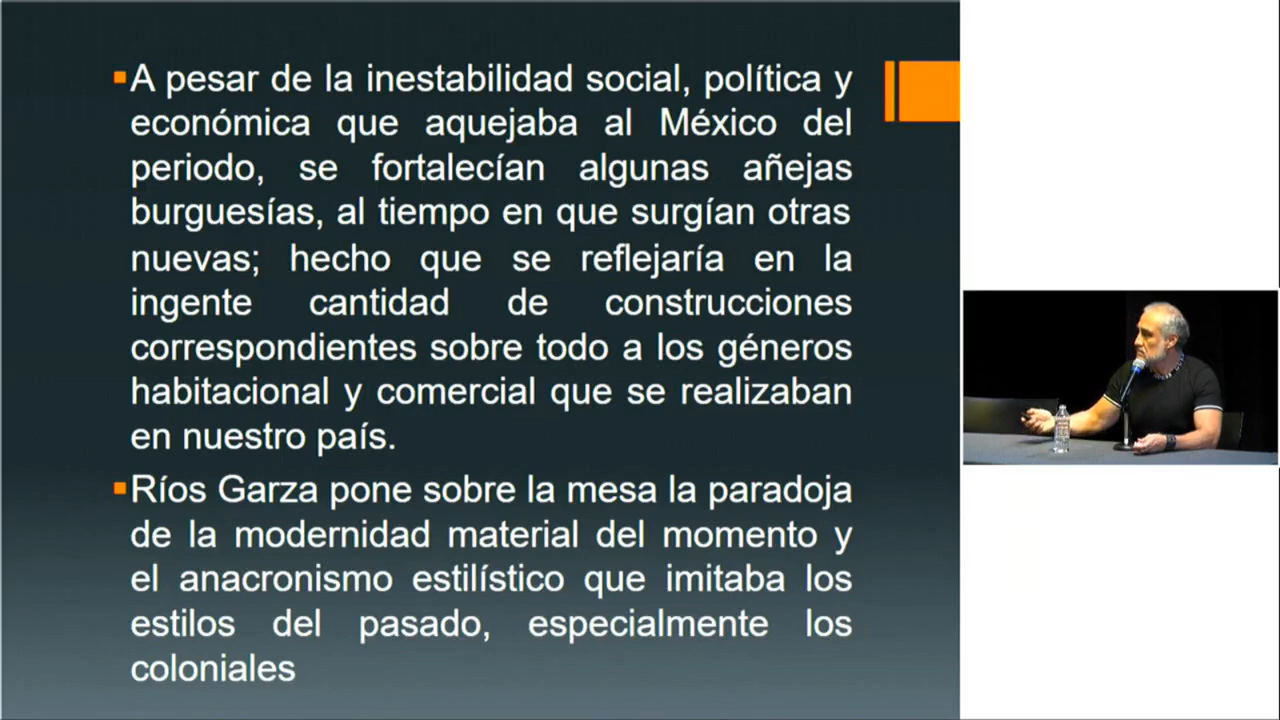 A pesar de la inestabilidad social, política y
económica que aquejaba al México del
periodo, se fortalecían algunas añejas
burguesías, al tiempo en que surgían otras
nuevas; hecho que se reflejaría en la
ingente cantidad de construcciones
correspondientes sobre todo a los géneros
habitacional y comercial que se realizaban
en nuestro país.
Ríos Garza pone sobre la mesa la paradoja
de la modernidad material del momento y
el anacronismo estilístico que imitaba los
estilos del pasado, especialmente los
coloniales